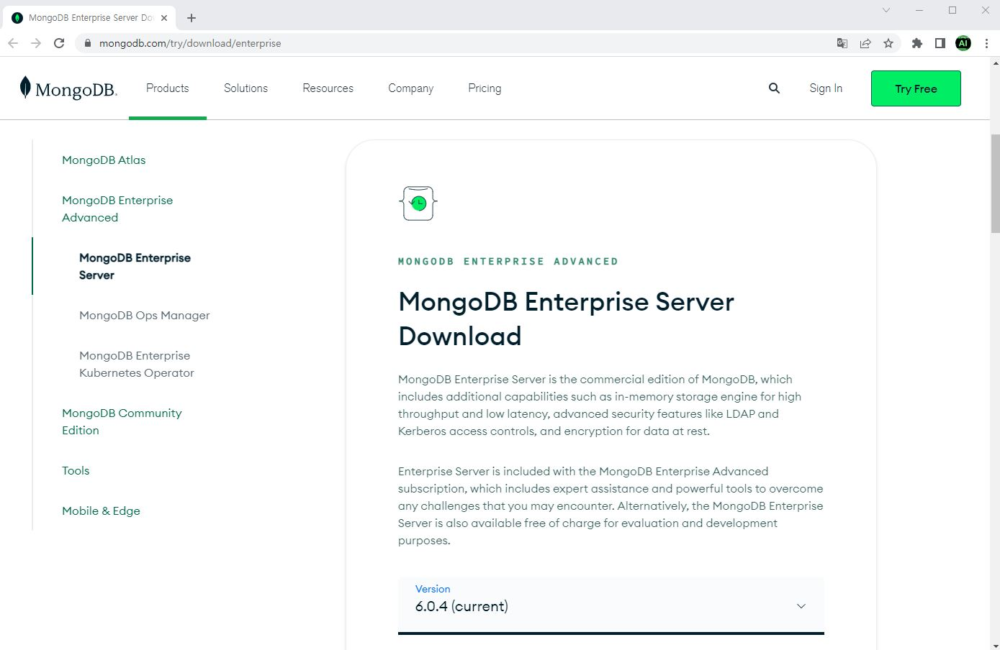 MongoDB Enterprise Server Do
mongodb.com/try/download/enterprise
AI
MongoDB.
Products
Solutions
Resources
Company
Pricing
Sign In
Try Free
MongoDB Atlas
MongoDB Enterprise
Advanced
MongoDB Enterprise
Server
MongoDB Ops Manager
MongoDB Enterprise
Kubernetes Operator
MongoDB Community
Edition
Tools
Mobile & Edge
MONGODB ENTERPRISE ADVANCED
MongoDB Enterprise Server
Download
MongoDB Enterprise Server is the commercial edition of MongoDB, which
includes additional capabilities such as in-memory storage engine for high
throughput and low latency, advanced security features like LDAP and
Kerberos access controls, and encryption for data at rest.
Enterprise Server is included with the MongoDB Enterprise Advanced
subscription, which includes expert assistance and powerful tools to overcome
any challenges that you may encounter. Alternatively, the MongoDB Enterprise
Server is also available free of charge for evaluation and development
purposes.
Version
6.0.4 (current)